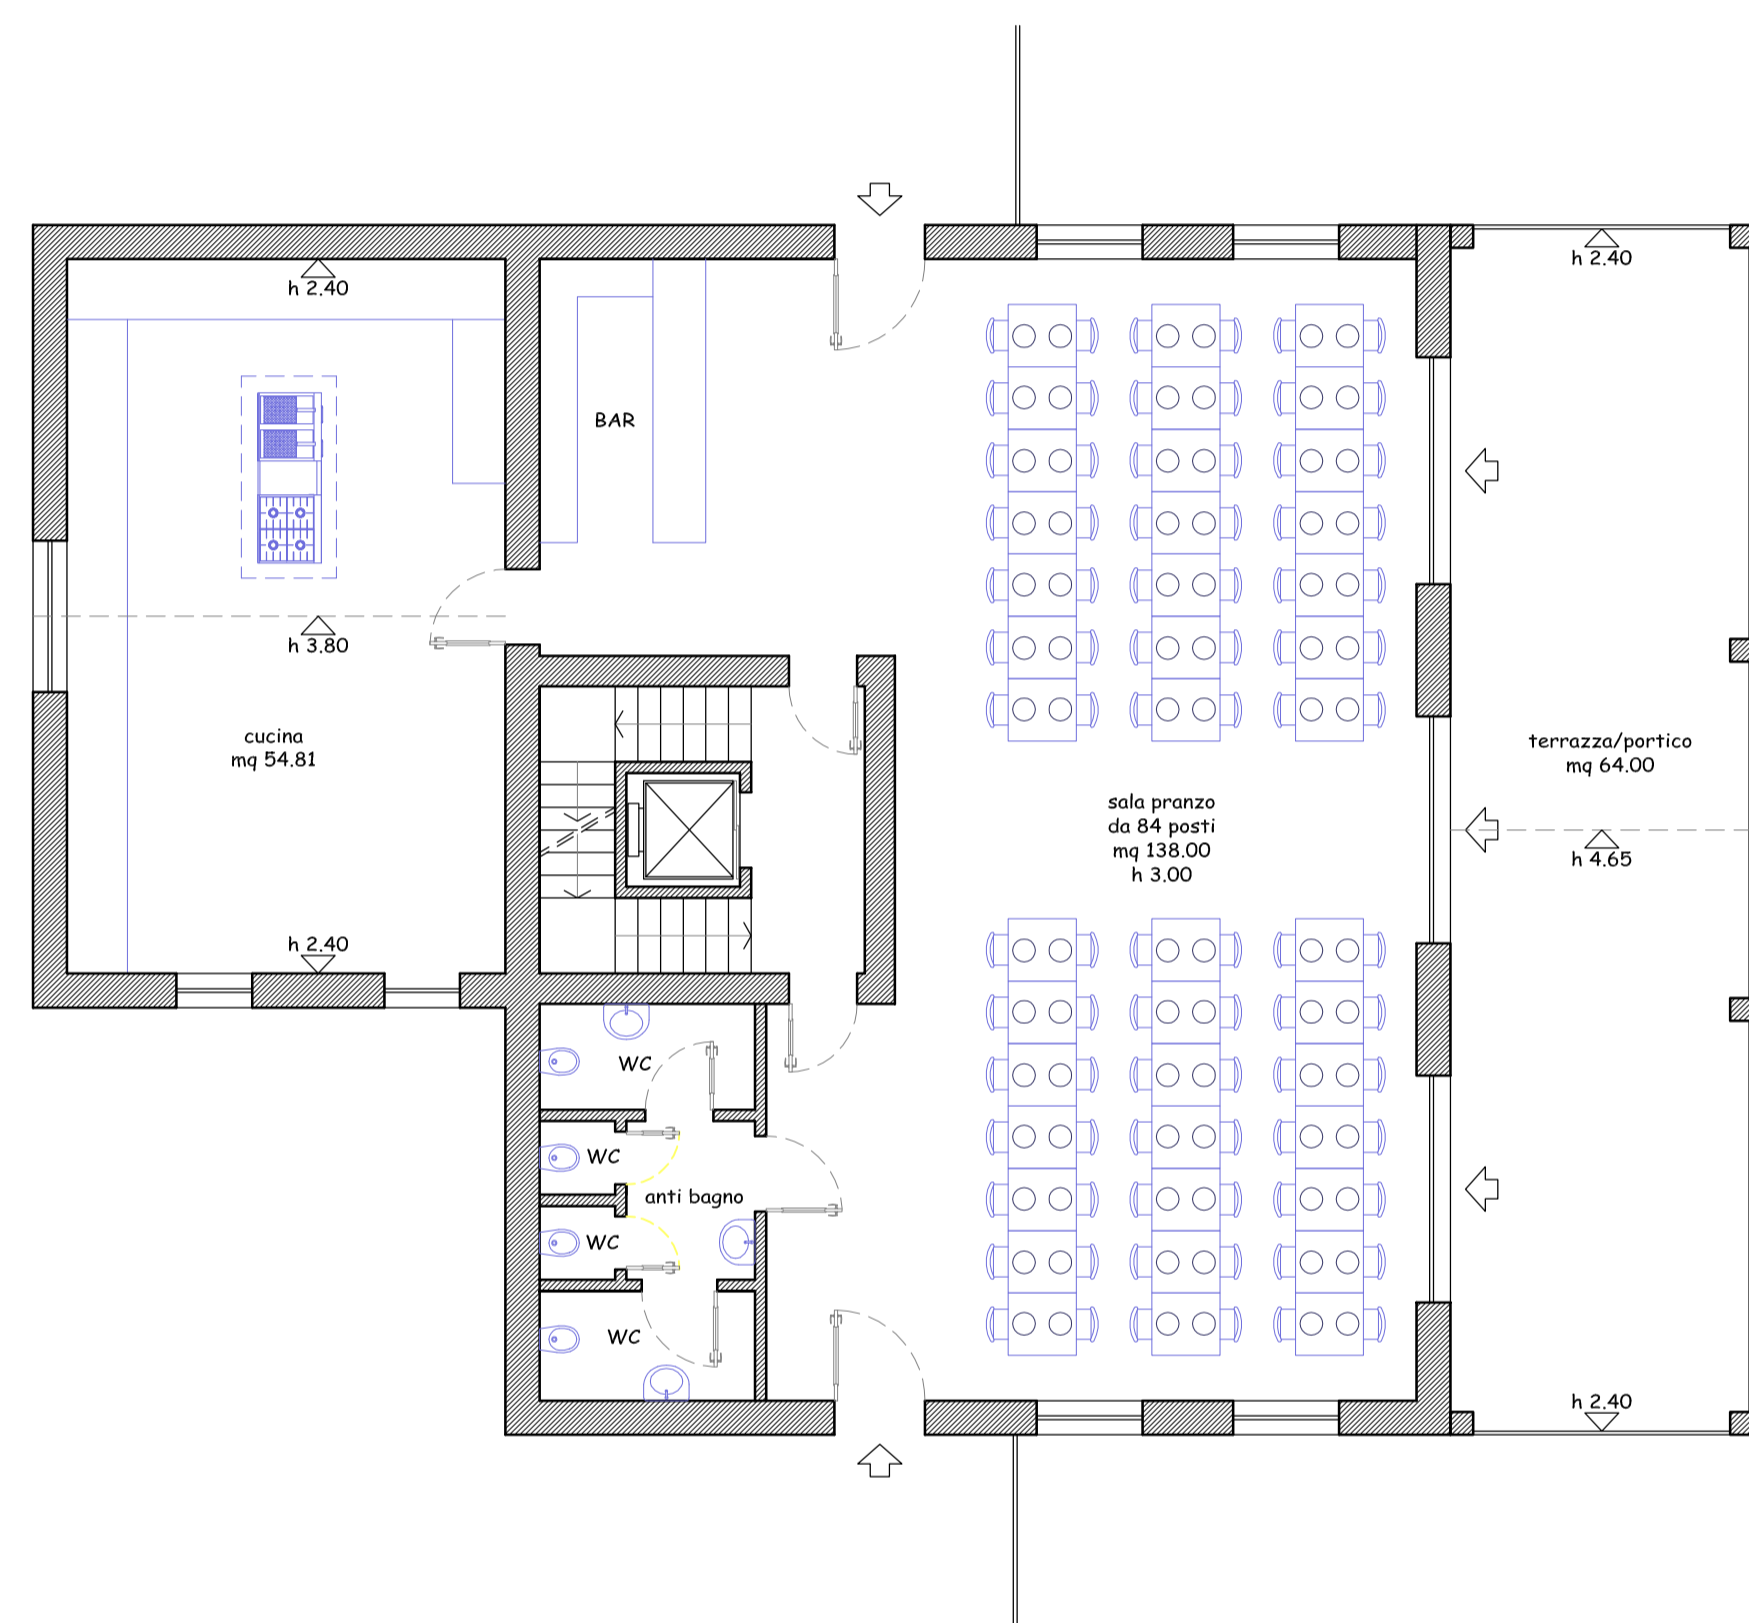 h 2.40
h 2.40
BAR
h 3.80
cucina
mq 54.81
terrazza/portico
mq 64.00
sala pranzo
da 84 posti
mq 138.00
h 3.00
h 4.65
h 2.40
WC
WC
anti bagno
WC
WC
h 2.40